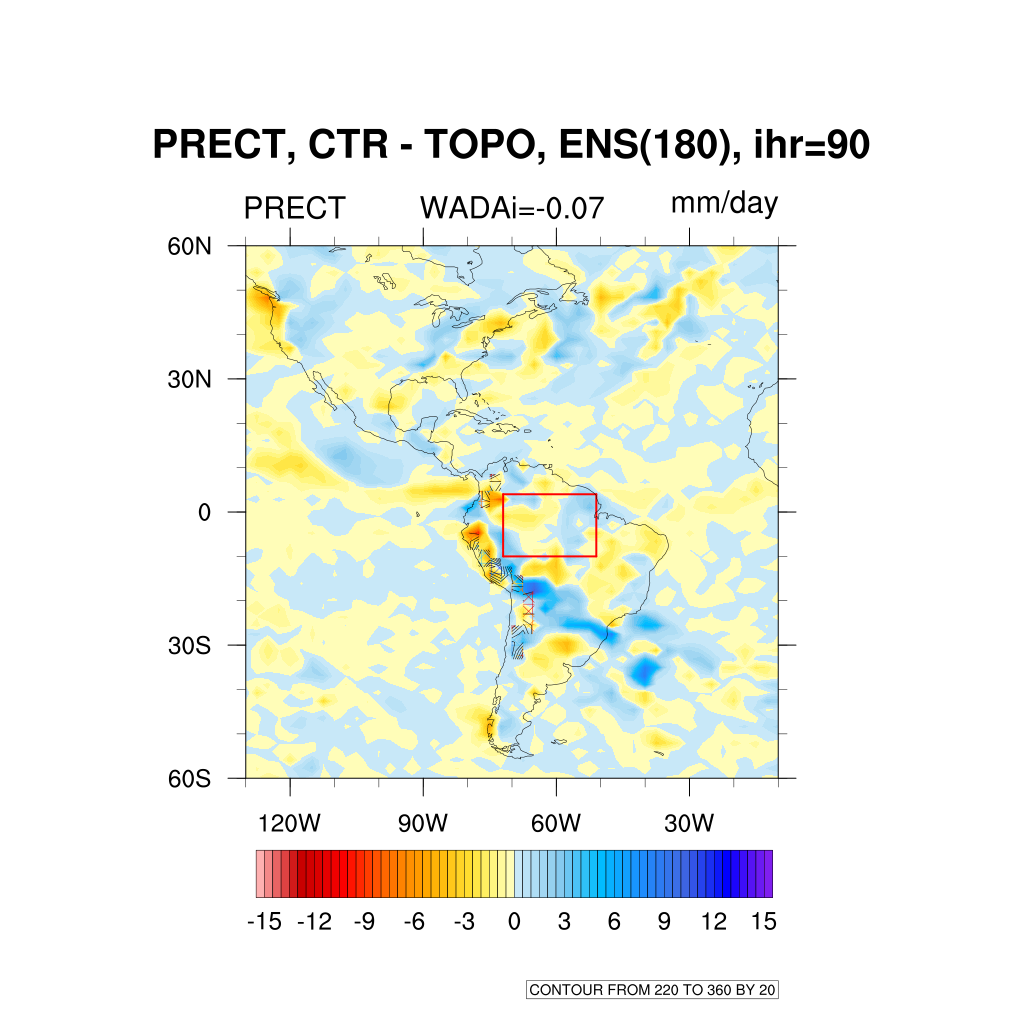 PRECT, CTR - TOPO, ENS(180), ihr=90
PRECT WADAi=-0.07 mm/day
60N
30N
0
30S
60S
120W 90W 60W 30W
-15 -12 -9 -6 -3 0 3 6 9 12 15
CONTOUR FROM 220 TO 360 BY 20